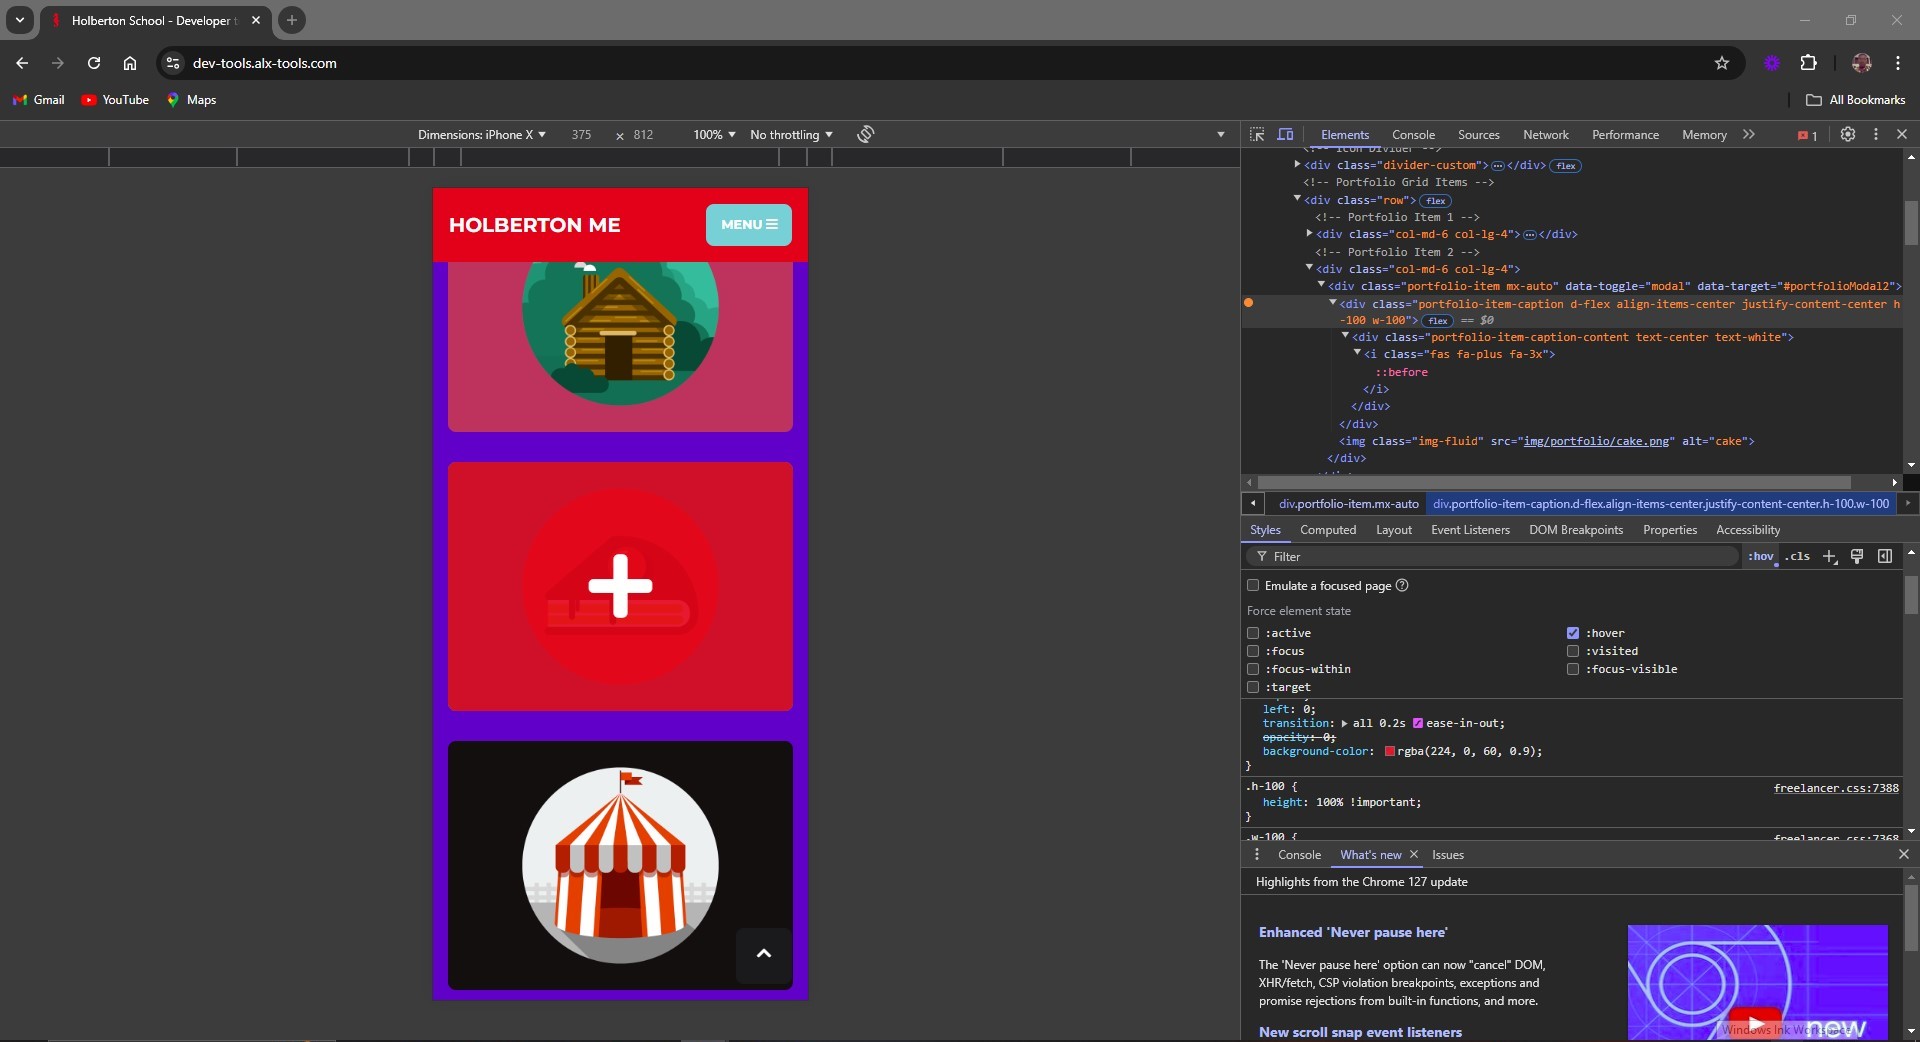 Holberton School - Developer t
dev-tools.alx-tools.com
Gmail YouTube Maps All Bookmarks
Dimensions: iPhone X 375 × 812 100% No throttling
Elements Console Sources Network Performance Memory 1
HOLBERTON ME
MENU
<!-- Icon Divider -->
<div class="divider-custom"> </div> flex
<!-- Portfolio Grid Items -->
<div class="row"> flex
<!-- Portfolio Item 1 -->
<div class="col-md-6 col-lg-4"> </div>
<!-- Portfolio Item 2 -->
<div class="col-md-6 col-lg-4">
<div class="portfolio-item mx-auto" data-toggle="modal" data-target="#portfolioModal2">
<div class="portfolio-item-caption d-flex align-items-center justify-content-center h
-100 w-100"> flex == $0
<div class="portfolio-item-caption-content text-center text-white">
<i class="fas fa-plus fa-3x">
::before
</i>
</div>
</div>
<img class="img-fluid" src="img/portfolio/cake.png" alt="cake">
</div>
div.portfolio-item.mx-auto div.portfolio-item-caption.d-flex.align-items-center.justify-content-center.h-100.w-100
Styles Computed Layout Event Listeners DOM Breakpoints Properties Accessibility
Filter :hov .cls
Emulate a focused page
Force element state
:active :hover
:focus :visited
:focus-within :focus-visible
:target
left: 0;
transition: all 0.2s ease-in-out;
opacity: 0;
background-color: rgba(224, 0, 60, 0.9);
}
.h-100 { freelancer.css:7388
height: 100% !important;
}
.w-100 { freelancer.css:7368
Console What's new Issues
Highlights from the Chrome 127 update
Enhanced 'Never pause here'
The 'Never pause here' option can now "cancel" DOM,
XHR/fetch, CSP violation breakpoints, exceptions and
promise rejections from built-in functions, and more.
New scroll snap event listeners
Windows Ink Workspace
new